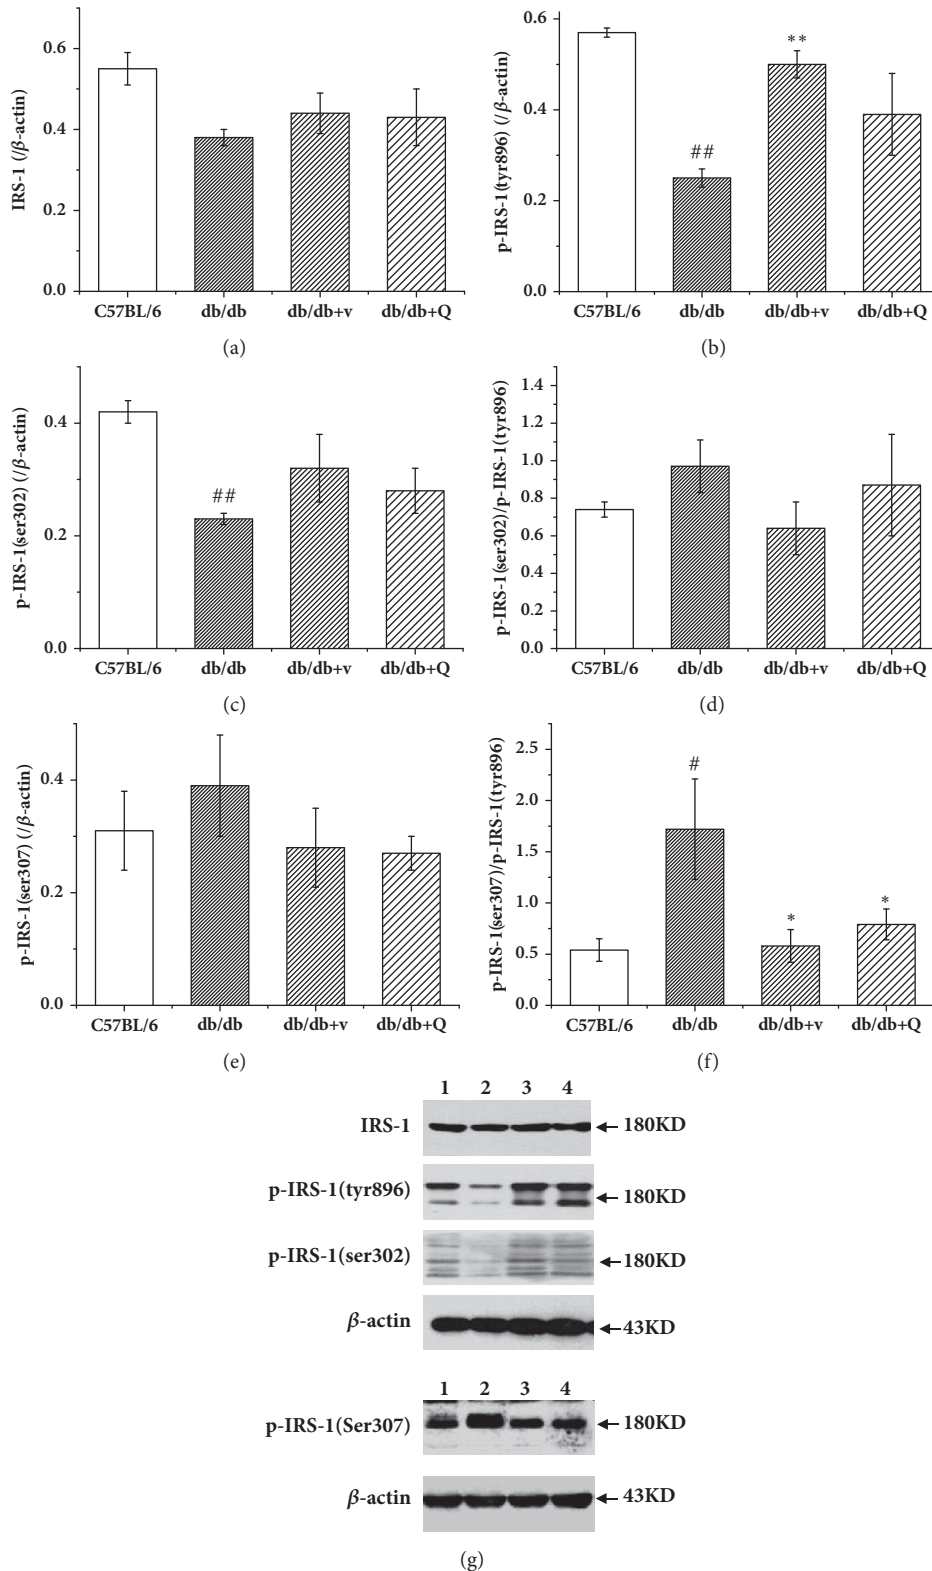 IRS-1 (/β-actin)
0.6
0.4
0.2
0.0
C57BL/6 db/db db/db+v db/db+Q
(a)
p-IRS-1(tyr896) (/β-actin)
0.6
0.4
0.2
0.0
##
**
C57BL/6 db/db db/db+v db/db+Q
(b)
p-IRS-1(ser302) (/β-actin)
0.4
0.2
0.0
##
C57BL/6 db/db db/db+v db/db+Q
(c)
p-IRS-1(ser302)/p-IRS-1(tyr896)
1.4
1.2
1.0
0.8
0.6
0.4
0.2
0.0
C57BL/6 db/db db/db+v db/db+Q
(d)
p-IRS-1(ser307) (/β-actin)
0.4
0.2
0.0
C57BL/6 db/db db/db+v db/db+Q
(e)
p-IRS-1(ser307)/p-IRS-1(tyr896)
2.5
2.0
1.5
1.0
0.5
0.0
#
*
*
C57BL/6 db/db db/db+v db/db+Q
(f)
1 2 3 4
IRS-1 180KD
p-IRS-1(tyr896) 180KD
p-IRS-1(ser302) 180KD
β-actin 43KD
1 2 3 4
p-IRS-1(Ser307) 180KD
β-actin 43KD
(g)